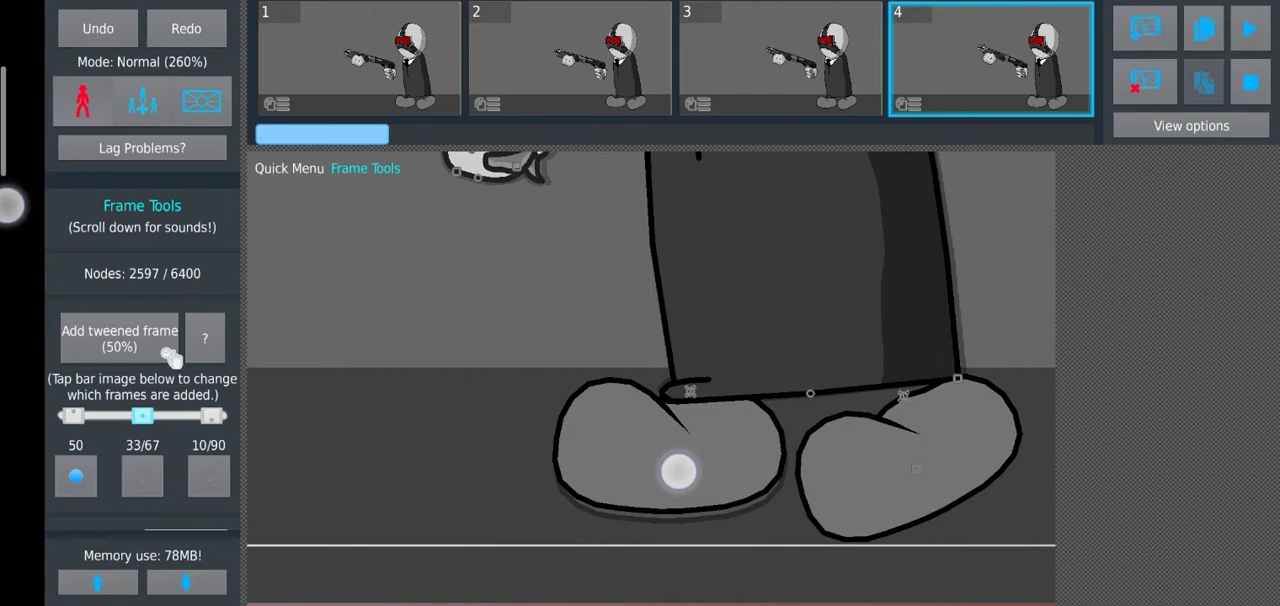 Undo
Redo
Mode: Normal (260%)
Lag Problems?
Frame Tools
(Scroll down for sounds!)
Nodes: 2597 / 6400
Add tweened frame
(50%)
?
(Tap bar image below to change
which frames are added.)
50
33/67
10/90
Memory use: 78MB!
1
2
3
4
View options
Quick Menu
Frame Tools